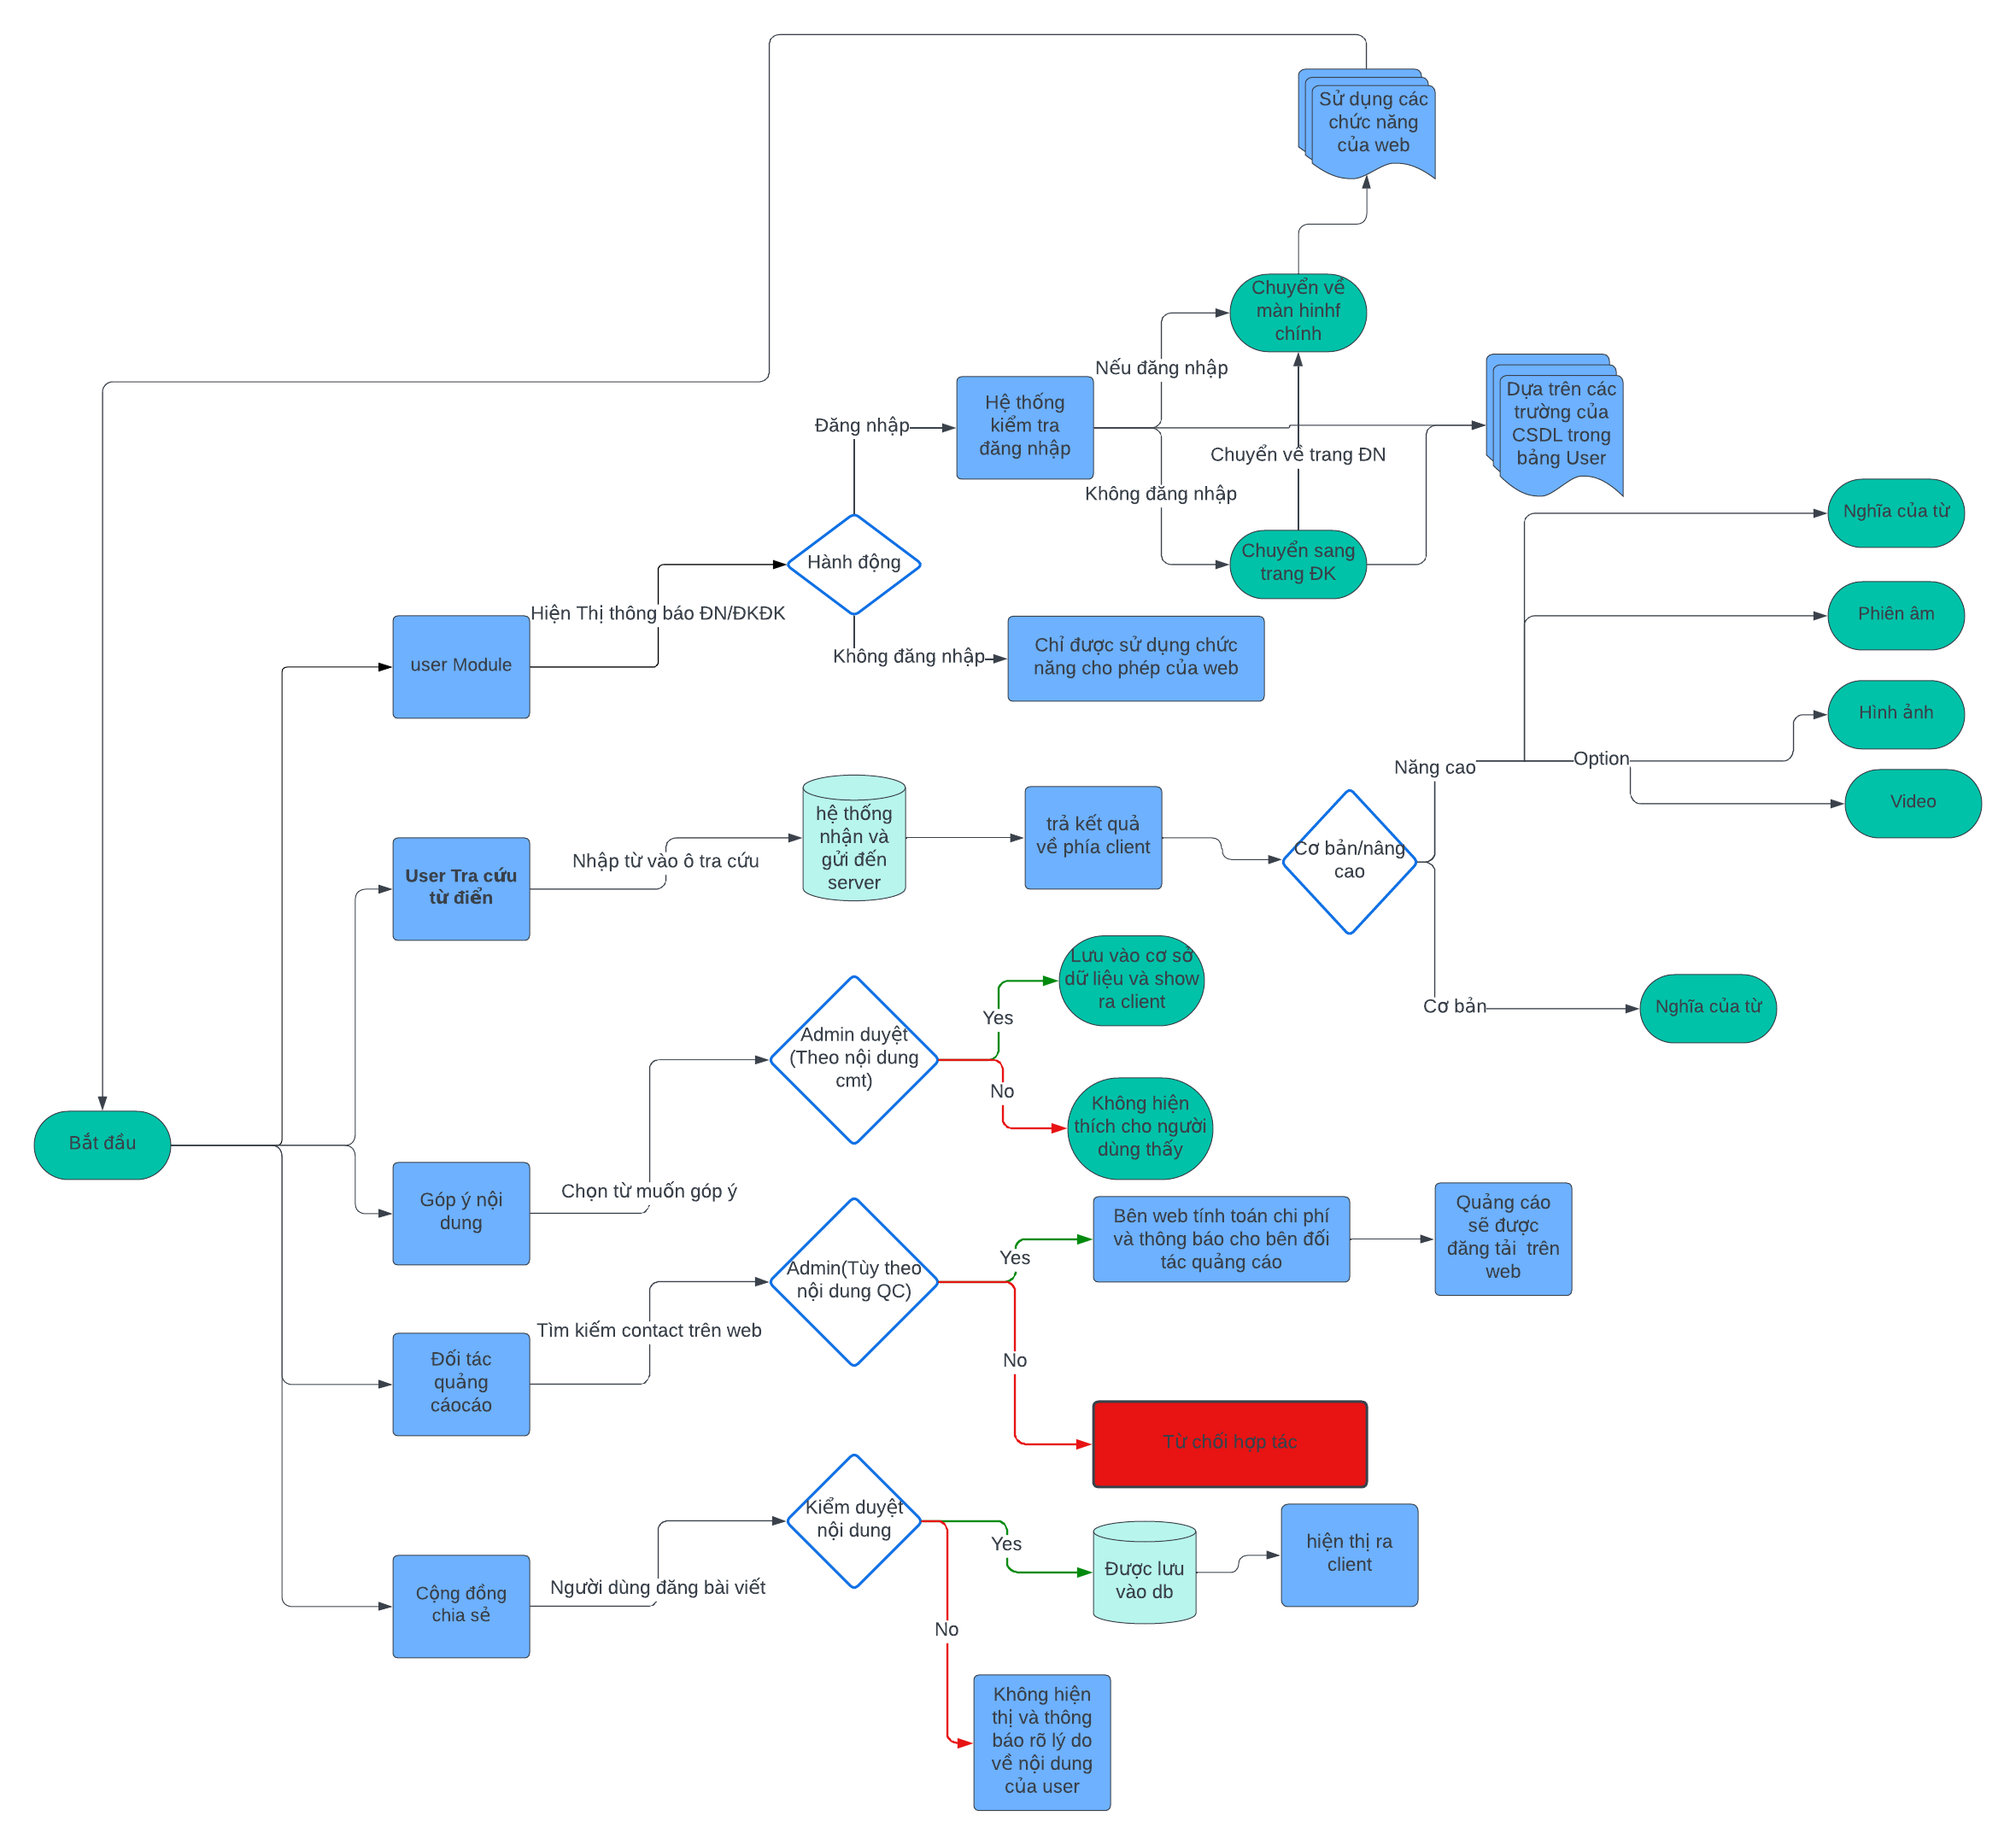 Sử dụng các
chức năng
của web
Chuyển về
màn hinhf
chính
Nếu đăng nhập
Dựa trên các
trường của
CSDL trong
bảng User
Đăng nhập
Hệ thống
kiểm tra
đăng nhập
Chuyển về trang ĐN
Không đăng nhập
Nghĩa của từ
Hành động
Chuyển sang
trang ĐK
Hiện Thị thông báo ĐN/ĐKĐK
Phiên âm
user Module
Không đăng nhập
Chỉ được sử dụng chức
năng cho phép của web
Hình ảnh
Năng cao
Option
Video
User Tra cứu
từ điển
Nhập từ vào ô tra cứu
hệ thống
nhận và
gửi đến
server
trả kết quả
về phía client
Cơ bản/nâng
cao
Lưu vào cơ sở
dữ liệu và show
ra client
Yes
Cơ bản
Nghĩa của từ
Admin duyệt
(Theo nội dung
cmt)
No
Không hiện
thích cho người
dùng thấy
Bắt đầu
Góp ý nội
dung
Chọn từ muốn góp ý
Admin(Tùy theo
nội dung QC)
Yes
Bên web tính toán chi phí
và thông báo cho bên đối
tác quảng cáo
Quảng cáo
sẽ được
đăng tải  trên
web
Tìm kiếm contact trên web
Đối tác
quảng
cáocáo
No
Từ chối hợp tác
Kiểm duyệt
nội dung
Yes
Được lưu
vào db
hiện thị ra
client
Cộng đồng
chia sẻ
Người dùng đăng bài viết
No
Không hiện
thị và thông
báo rõ lý do
về nội dung
của user